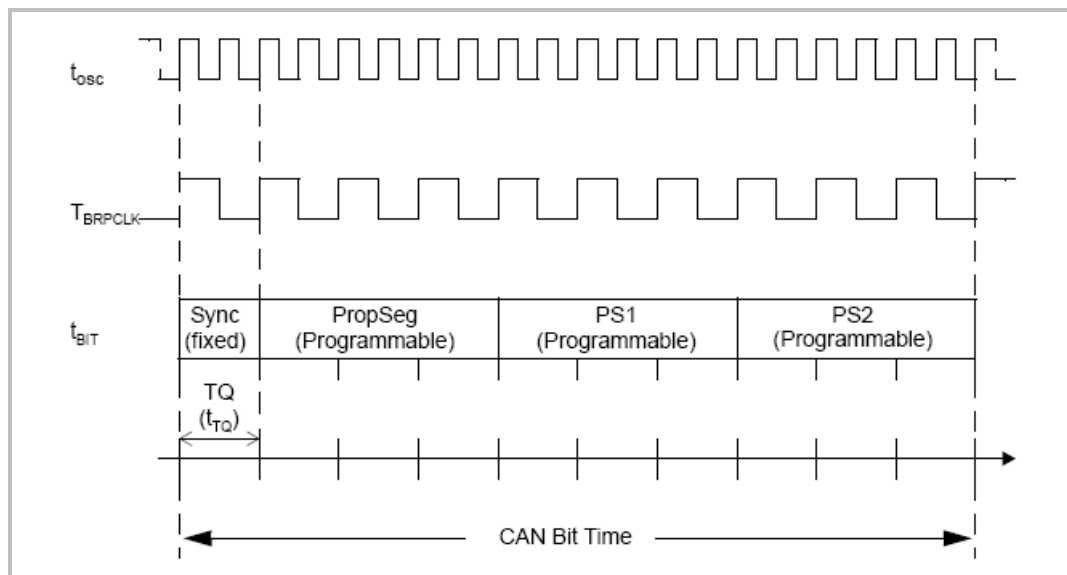 tosc
TBRPCLK
tBIT
Sync
(fixed)
PropSeg
(Programmable)
PS1
(Programmable)
PS2
(Programmable)
TQ
(tTQ)
CAN Bit Time